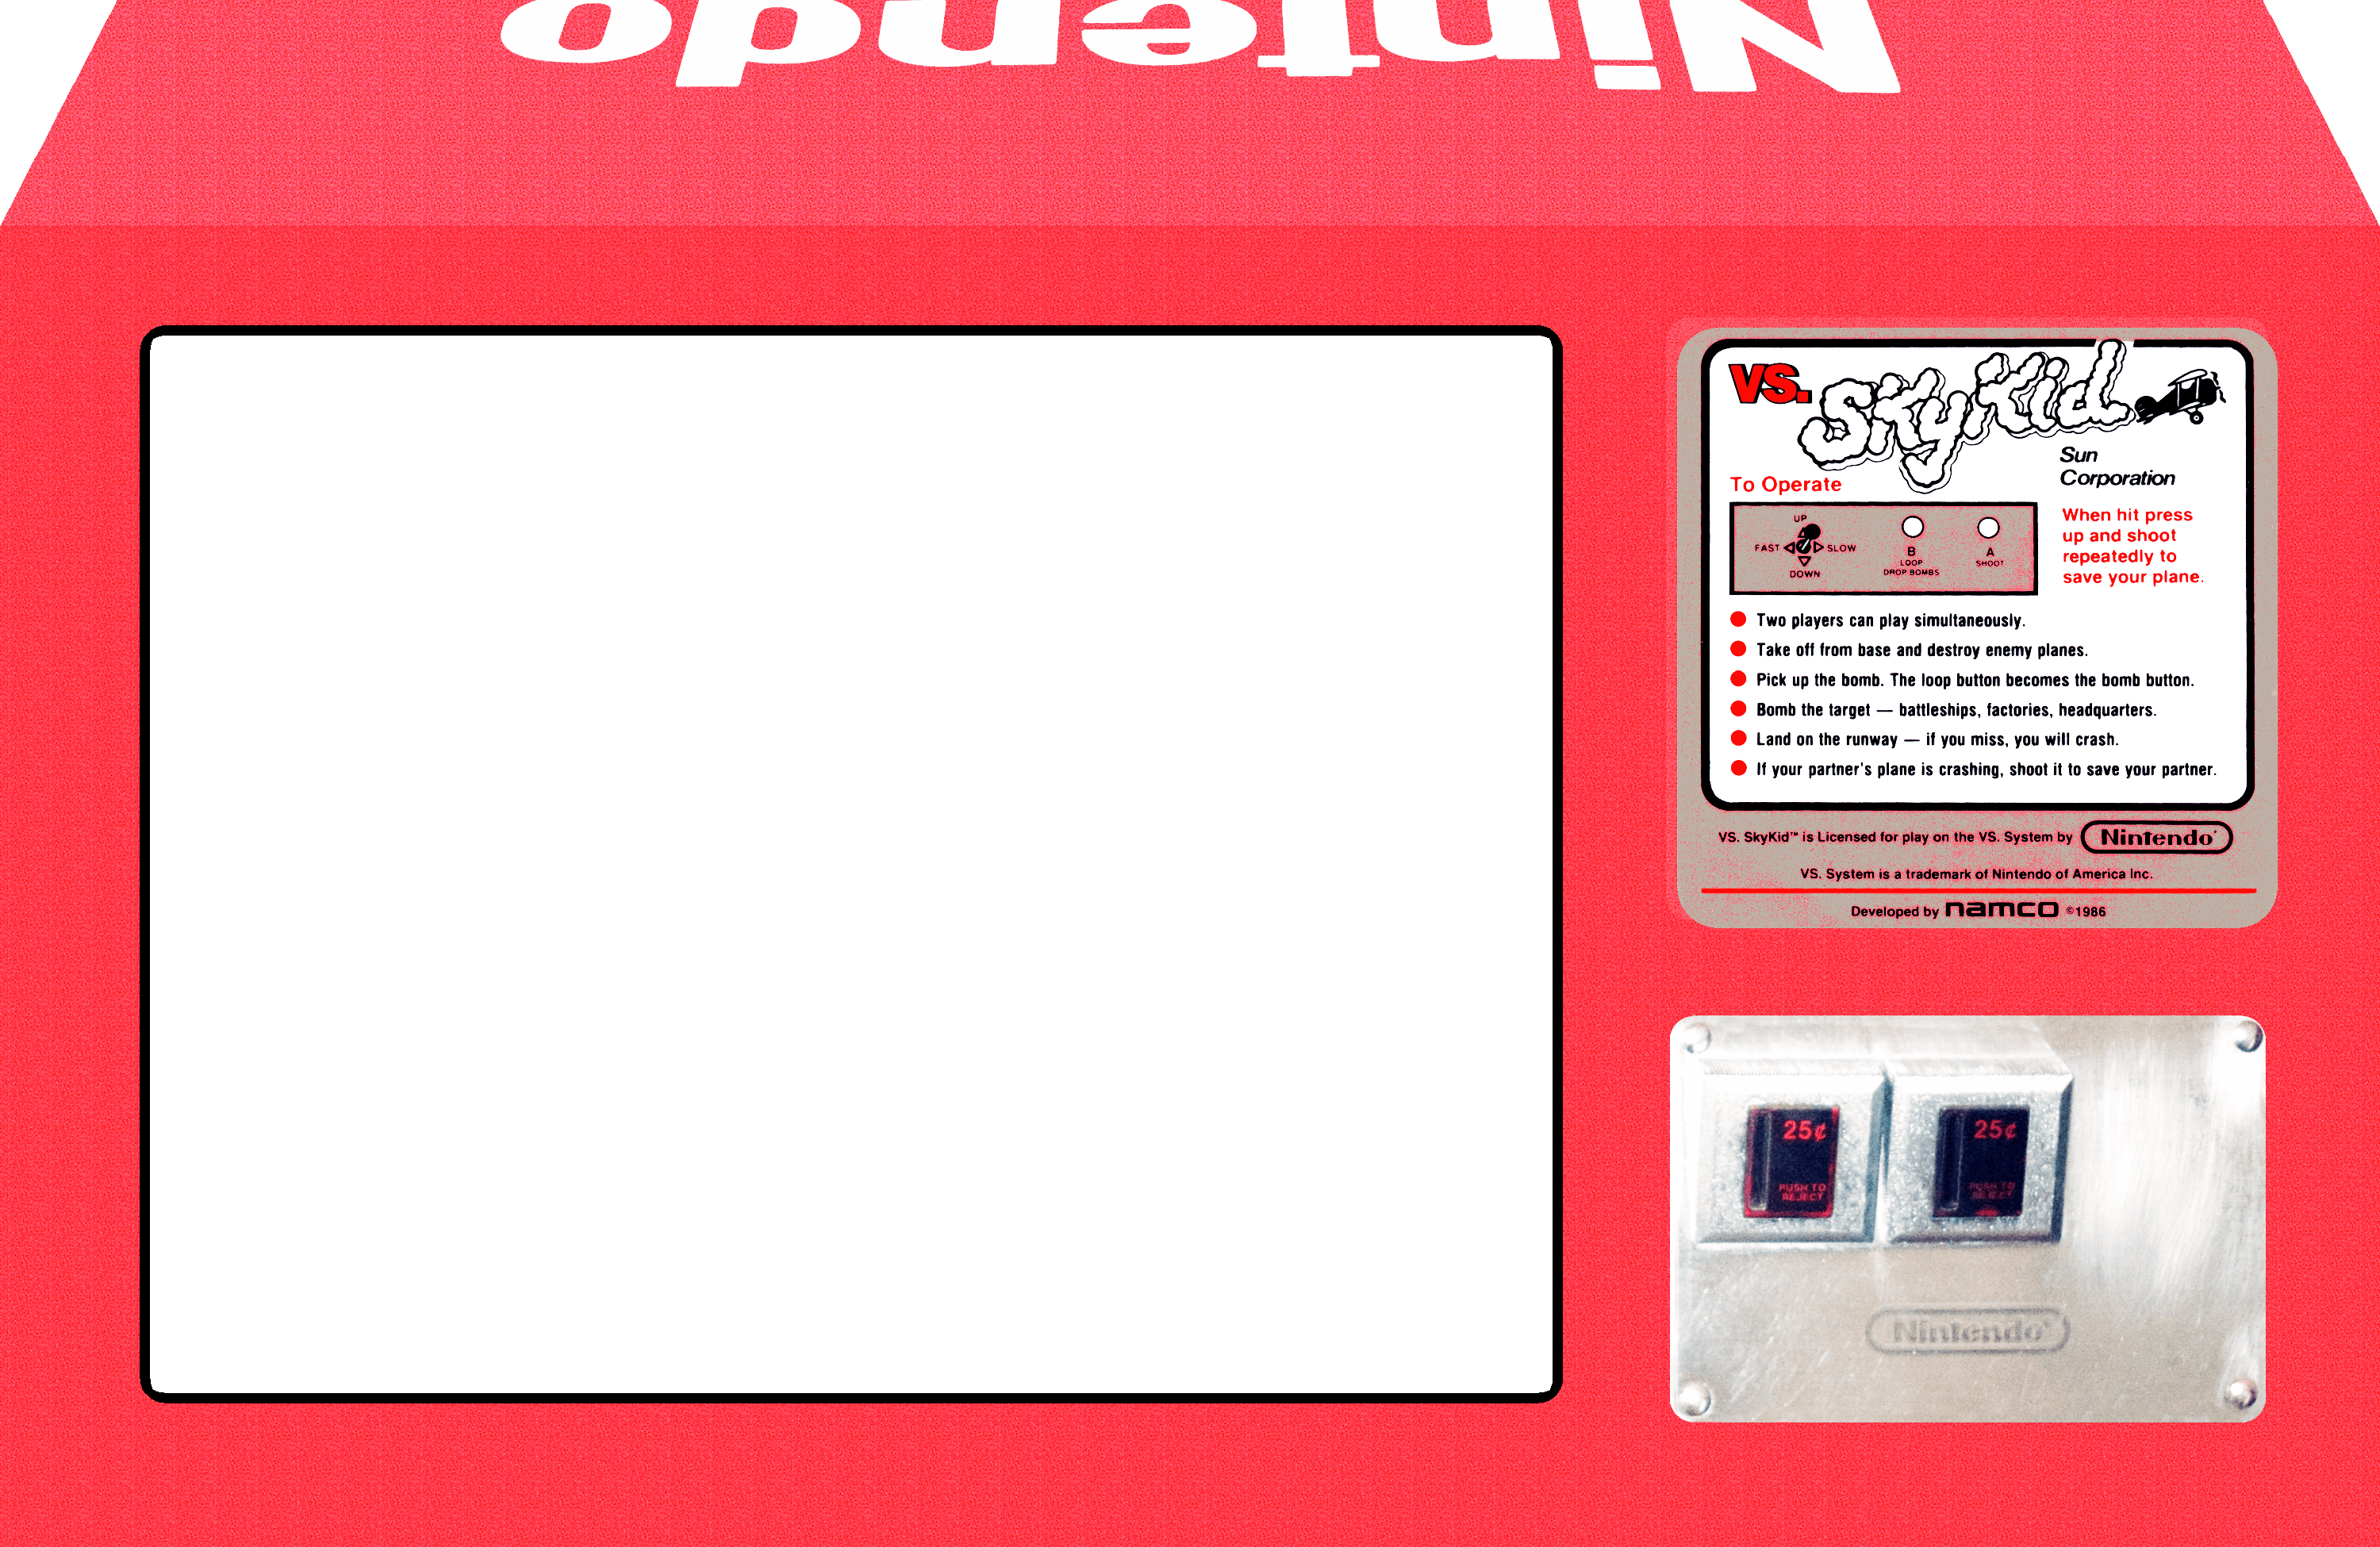 Nintendo
VS. SkyKid
Sun
Corporation
To Operate
UP
FAST SLOW
DOWN
B
LOOP
DROP BOMBS
A
SHOOT
When hit press
up and shoot
repeatedly to
save your plane.
Two players can play simultaneously.
Take off from base and destroy enemy planes.
Pick up the bomb. The loop button becomes the bomb button.
Bomb the target — battleships, factories, headquarters.
Land on the runway — if you miss, you will crash.
If your partner's plane is crashing, shoot it to save your partner.
VS. SkyKid™ is Licensed for play on the VS. System by Nintendo®
VS. System is a trademark of Nintendo of America Inc.
Developed by namco ©1986
25¢ 25¢
PUSH TO PUSH TO
REJECT REJECT
Nintendo®